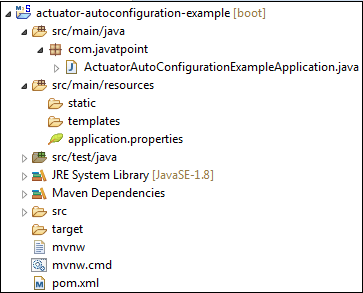 actuator-autoconfiguration-example [boot]
src/main/java
com.javatpoint
ActuatorAutoConfigurationExampleApplication.java
src/main/resources
static
templates
application.properties
src/test/java
JRE System Library [JavaSE-1.8]
Maven Dependencies
src
target
mvnw
mvnw.cmd
pom.xml